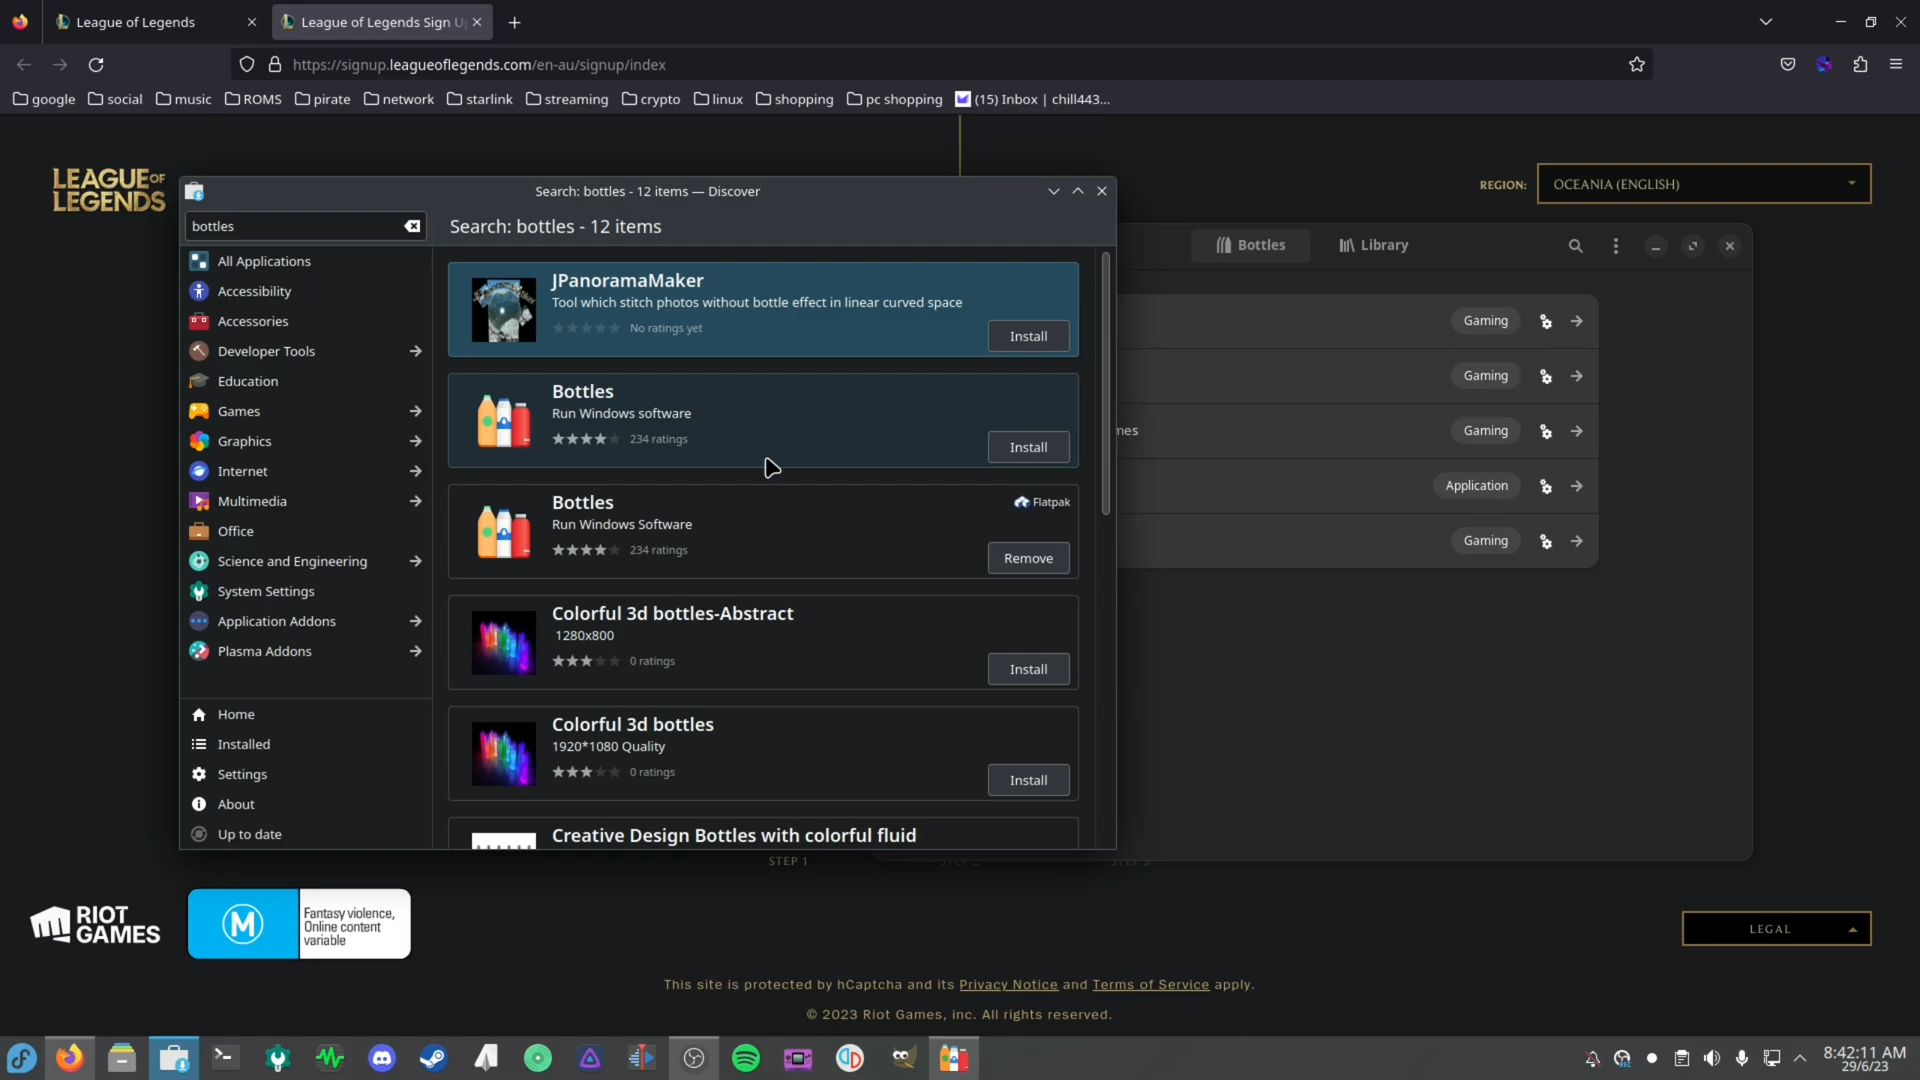 League of Legends
League of Legends Sign U
https://signup.leagueoflegends.com/en-au/signup/index
google
social
music
ROMS
pirate
network
starlink
streaming
crypto
linux
shopping
pc shopping
(15) Inbox | chill443...
LEAGUE OF
LEGENDS
REGION:
OCEANIA (ENGLISH)
Search: bottles - 12 items — Discover
bottles
Search: bottles - 12 items
All Applications
Accessibility
Accessories
Developer Tools
Education
Games
Graphics
Internet
Multimedia
Office
Science and Engineering
System Settings
Application Addons
Plasma Addons
Home
Installed
Settings
About
Up to date
JPanoramaMaker
Tool which stitch photos without bottle effect in linear curved space
No ratings yet
Install
Bottles
Run Windows software
234 ratings
Install
Bottles
Flatpak
Run Windows Software
234 ratings
Remove
Colorful 3d bottles-Abstract
1280x800
0 ratings
Install
Colorful 3d bottles
1920*1080 Quality
0 ratings
Install
Creative Design Bottles with colorful fluid
Bottles
Library
Gaming
Gaming
nes
Gaming
Application
Gaming
STEP 1
STEP 2
STEP 3
RIOT
GAMES
M
Fantasy violence,
Online content
variable
LEGAL
This site is protected by hCaptcha and its Privacy Notice and Terms of Service apply.
© 2023 Riot Games, inc. All rights reserved.
8:42:11 AM
29/6/23